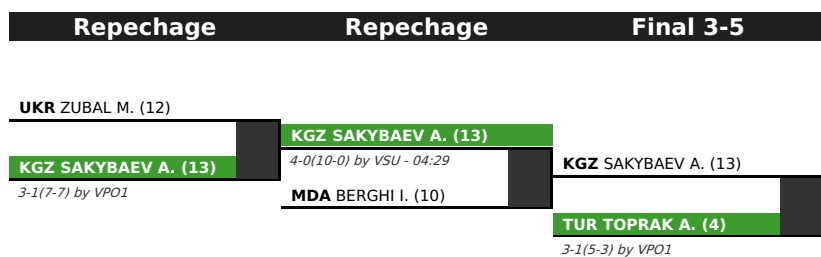 Repechage
Repechage
Final 3-5
UKR ZUBAL M. (12)
KGZ SAKYBAEV A. (13)
3-1(7-7) by VPO1
KGZ SAKYBAEV A. (13)
4-0(10-0) by VSU - 04:29
MDA BERGHI I. (10)
KGZ SAKYBAEV A. (13)
TUR TOPRAK A. (4)
3-1(5-3) by VPO1